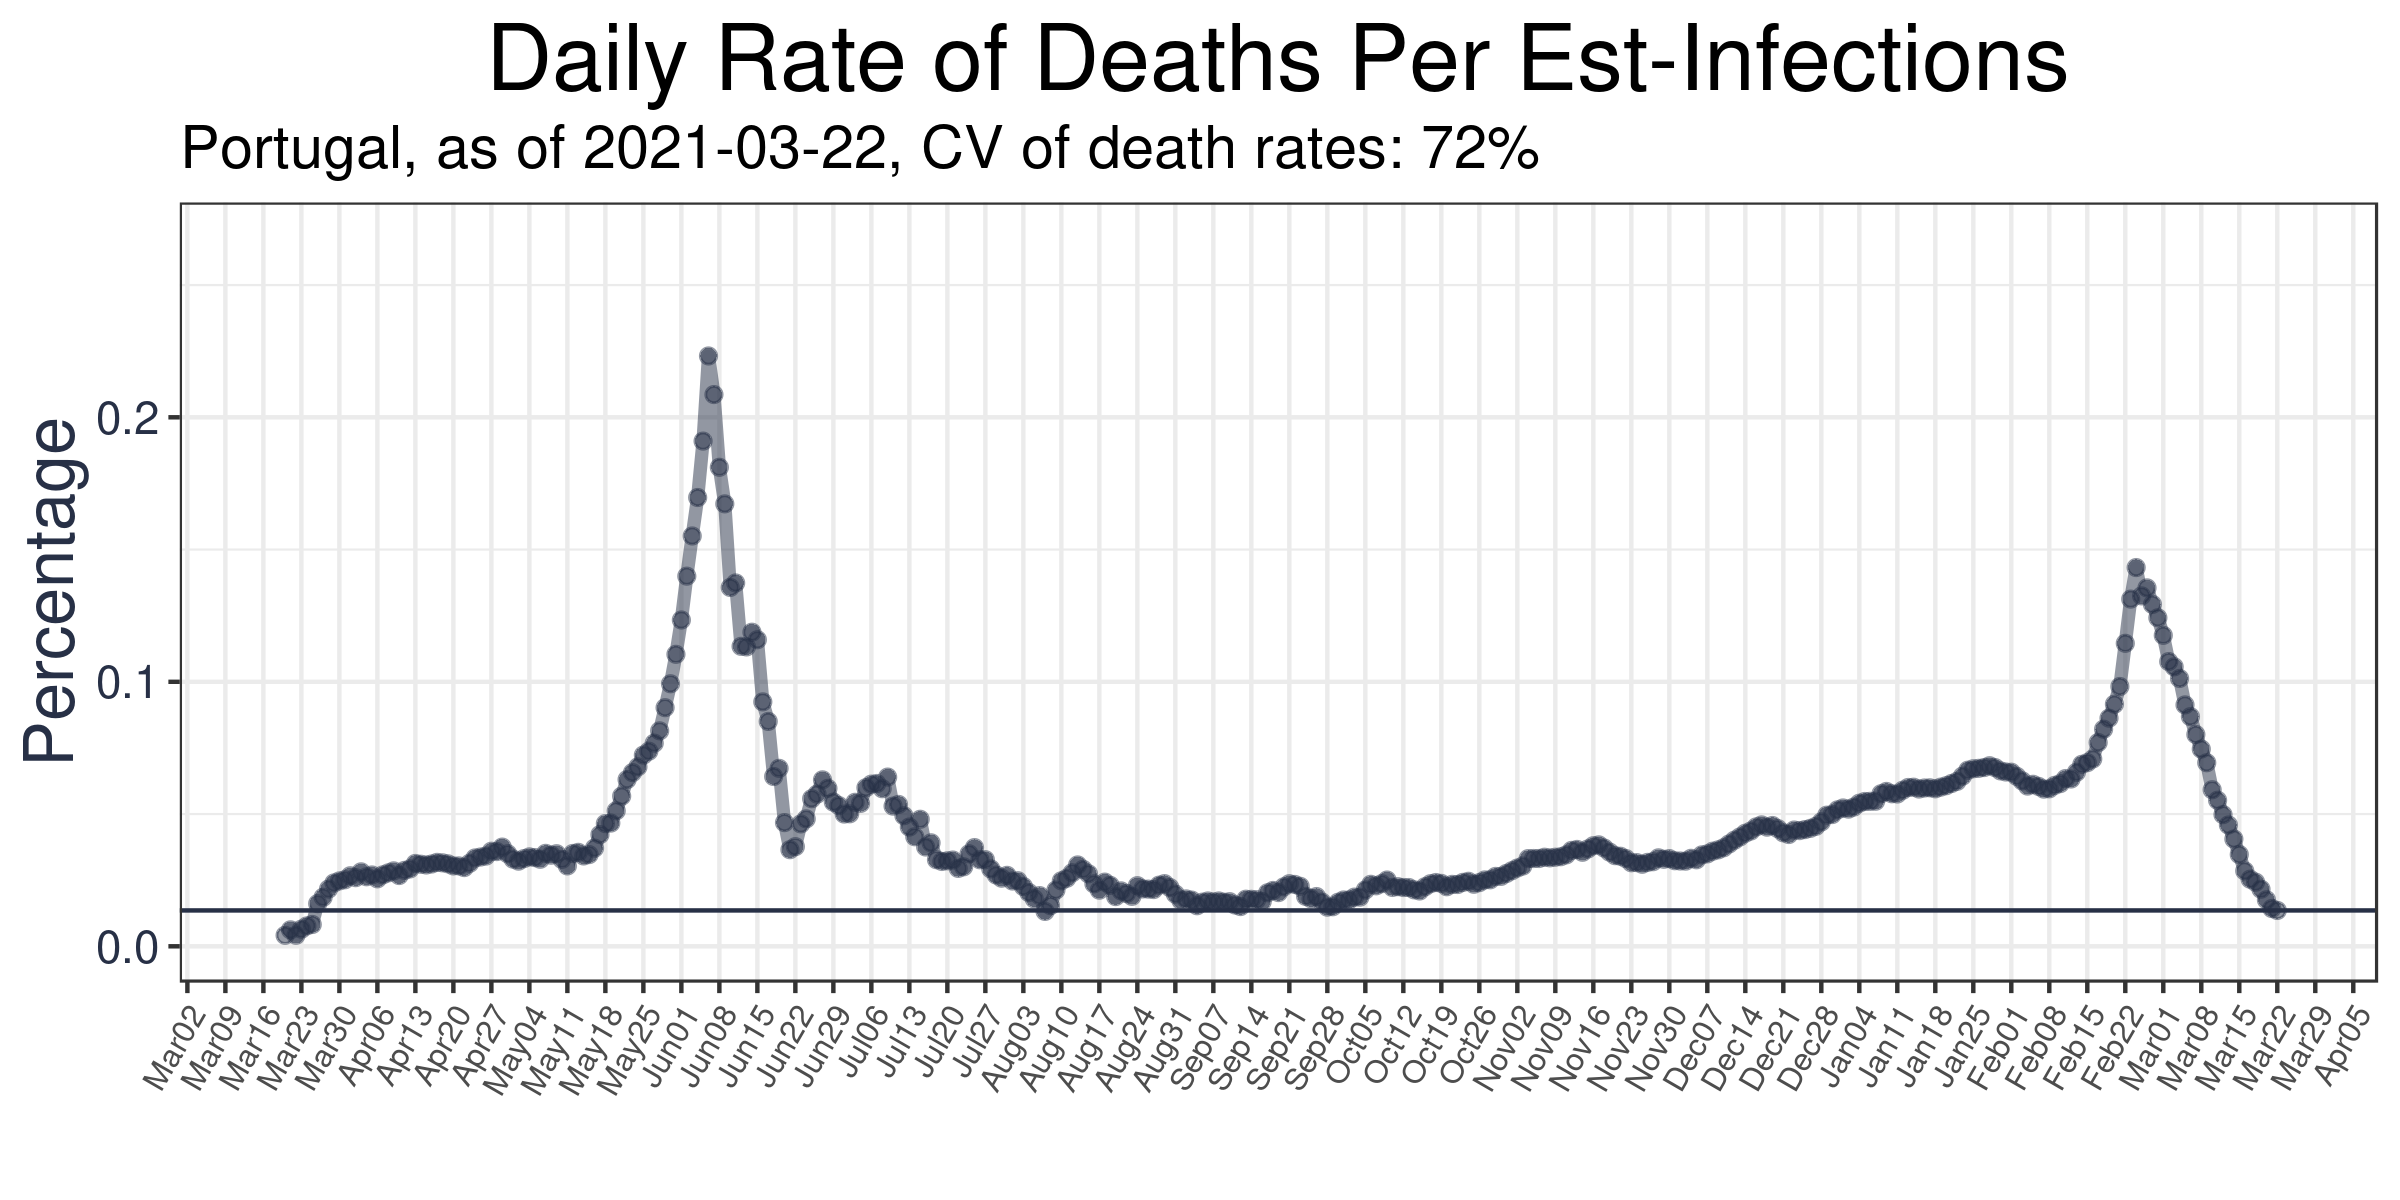 Daily Rate of Deaths Per Est-Infections
Portugal, as of 2021-03-22, CV of death rates: 72%
Percentage
0.2
0.1
0.0
Mar02 Mar09 Mar16 Mar23 Mar30 Apr06 Apr13 Apr20 Apr27 May04 May11 May18 May25 Jun01 Jun08 Jun15 Jun22 Jun29 Jul06 Jul13 Jul20 Jul27 Aug03 Aug10 Aug17 Aug24 Aug31 Sep07 Sep14 Sep21 Sep28 Oct05 Oct12 Oct19 Oct26 Nov02 Nov09 Nov16 Nov23 Nov30 Dec07 Dec14 Dec21 Dec28 Jan04 Jan11 Jan18 Jan25 Feb01 Feb08 Feb15 Feb22 Mar01 Mar08 Mar15 Mar22 Mar29 Apr05